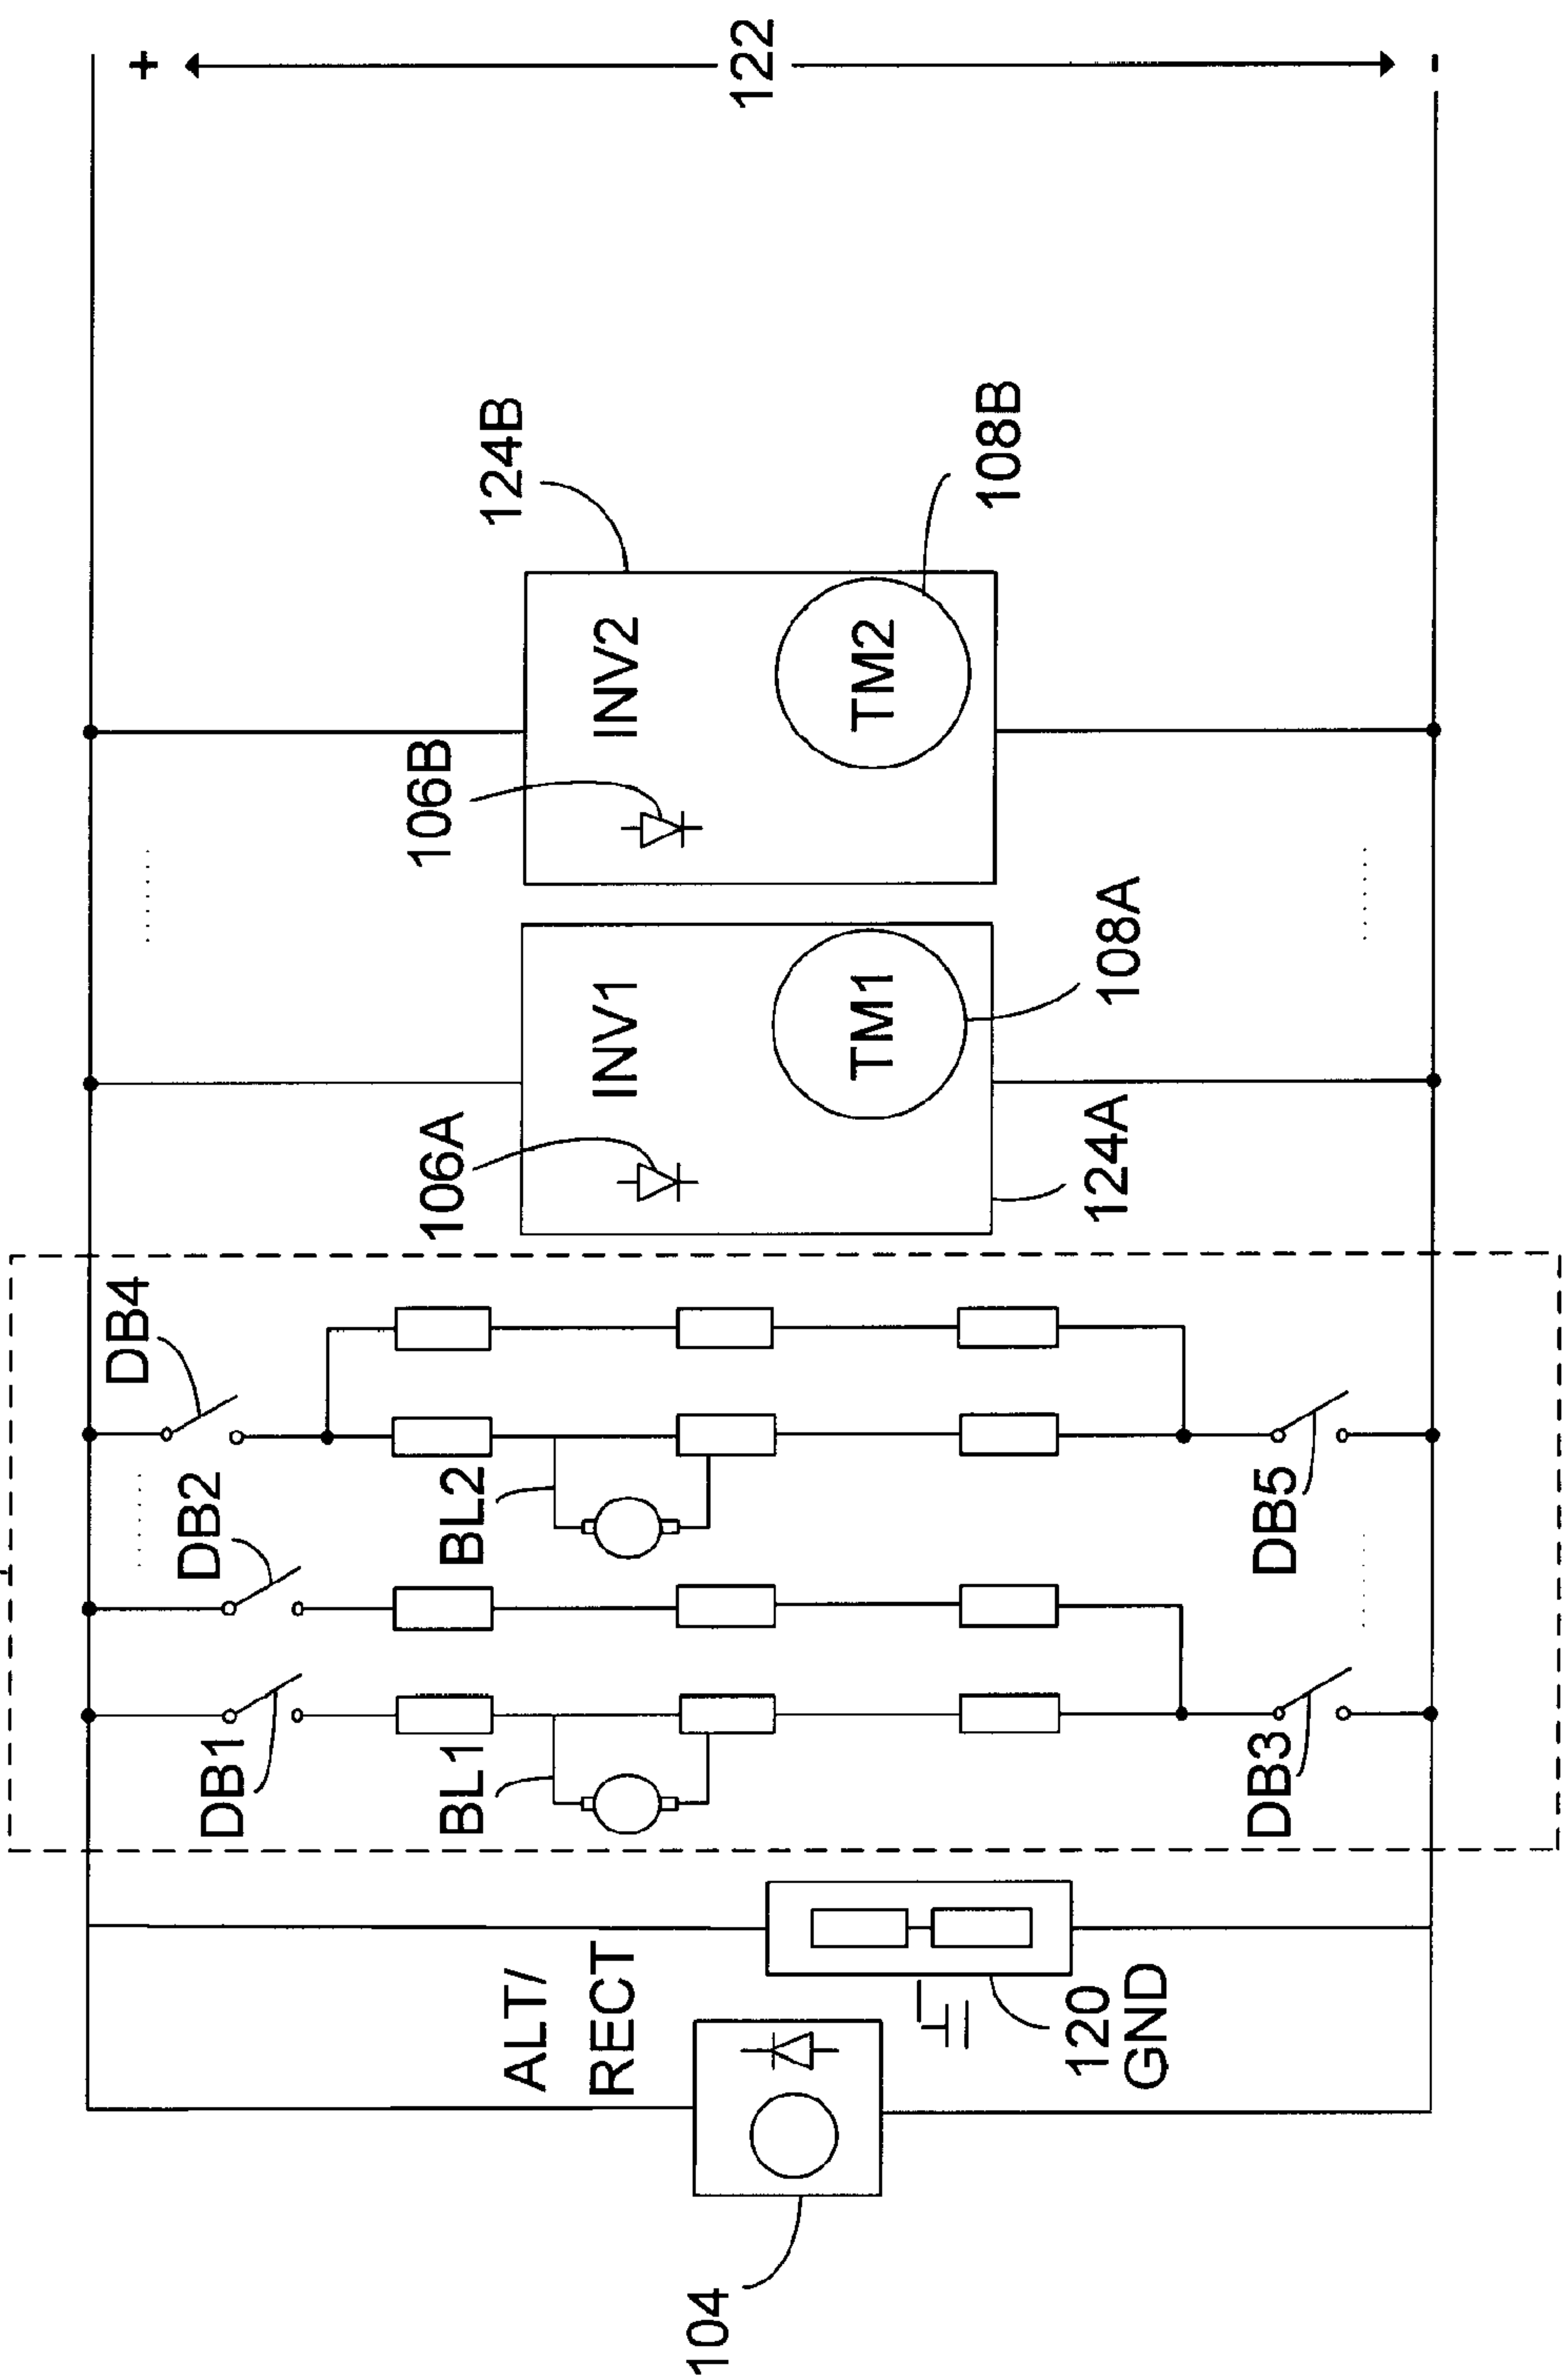 104
ALT/
RECT
120
GND
DB1
DB2
DB4
BL1
BL2
DB3
DB5
106A
INV1
TM1
124A
108A
106B
INV2
TM2
124B
108B
+
122
-